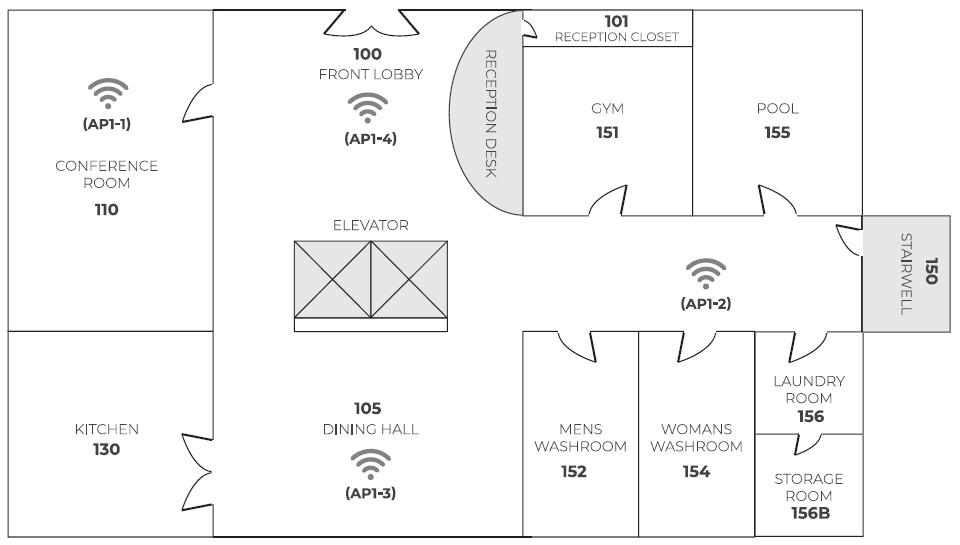 101
RECEPTION CLOSET
100
FRONT LOBBY
(AP1-4)
RECEPTION DESK
(AP1-1)
CONFERENCE
ROOM
110
GYM
151
POOL
155
ELEVATOR
(AP1-2)
STAIRWELL
150
KITCHEN
130
105
DINING HALL
(AP1-3)
MENS
WASHROOM
152
WOMANS
WASHROOM
154
LAUNDRY
ROOM
156
STORAGE
ROOM
156B